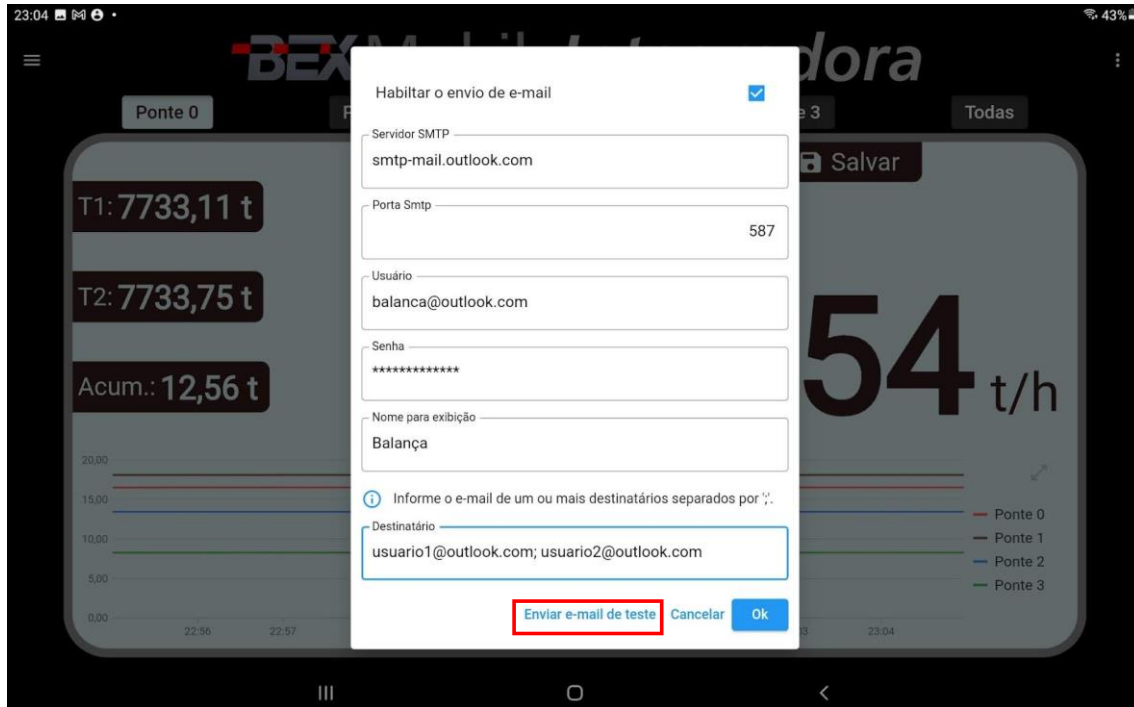 23:04
43%
BEX
dora
Ponte 0
e 3
Todas
Salvar
T1: 7733,11 t
T2: 7733,75 t
Acum.: 12,56 t
54 t/h
Habiltar o envio de e-mail
Servidor SMTP
smtp-mail.outlook.com
Porta Smtp
587
Usuário
balanca@outlook.com
Senha
*************
Nome para exibição
Balança
Informe o e-mail de um ou mais destinatários separados por ';'.
Destinatário
usuario1@outlook.com; usuario2@outlook.com
Enviar e-mail de teste Cancelar Ok
20,00
15,00
10,00
5,00
0,00
22:56 22:57 23:04
Ponte 0
Ponte 1
Ponte 2
Ponte 3